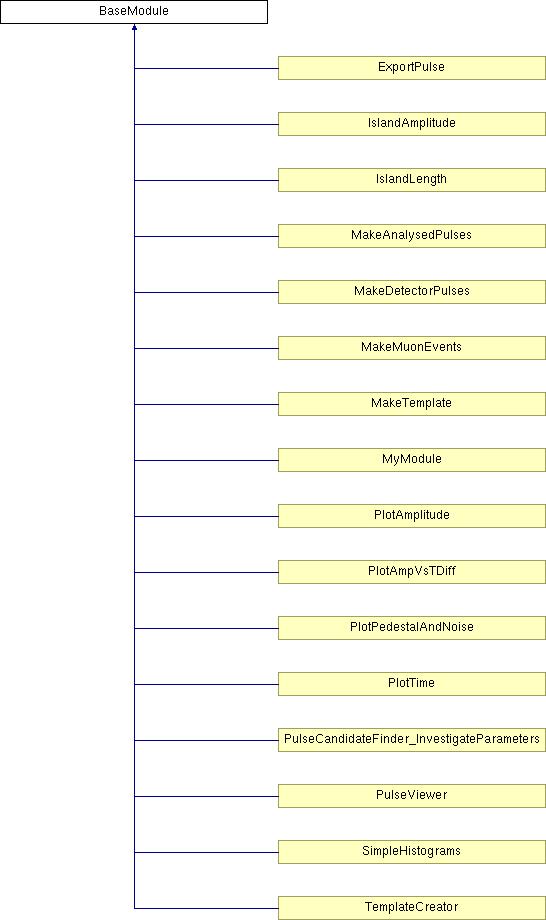 BaseModule
ExportPulse
IslandAmplitude
IslandLength
MakeAnalysedPulses
MakeDetectorPulses
MakeMuonEvents
MakeTemplate
MyModule
PlotAmplitude
PlotAmpVsTDiff
PlotPedestalAndNoise
PlotTime
PulseCandidateFinder_InvestigateParameters
PulseViewer
SimpleHistograms
TemplateCreator